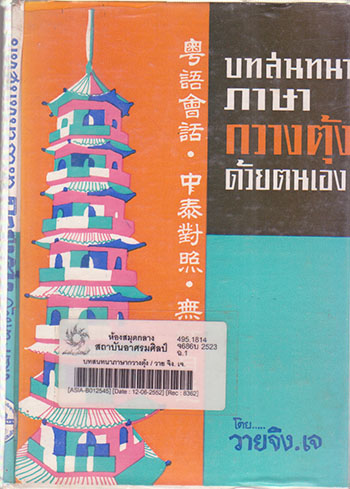 บทสนทนา
ภาษา
กวางตุ้ง
ด้วยตนเอง
粵語會話·中泰對照·無
ห้องสมุดกลาง
สถาบันอาศรมศิลป์
495.1814
จ686บ 2523
ฉ.1
บทสนทนาภาษากวางตุ้ง / วาย จิง. เจ.
[ASIA-B012545] [Date : 12-06-2552] [Rec : 8362]
โดย.....
วายจิง.เจ